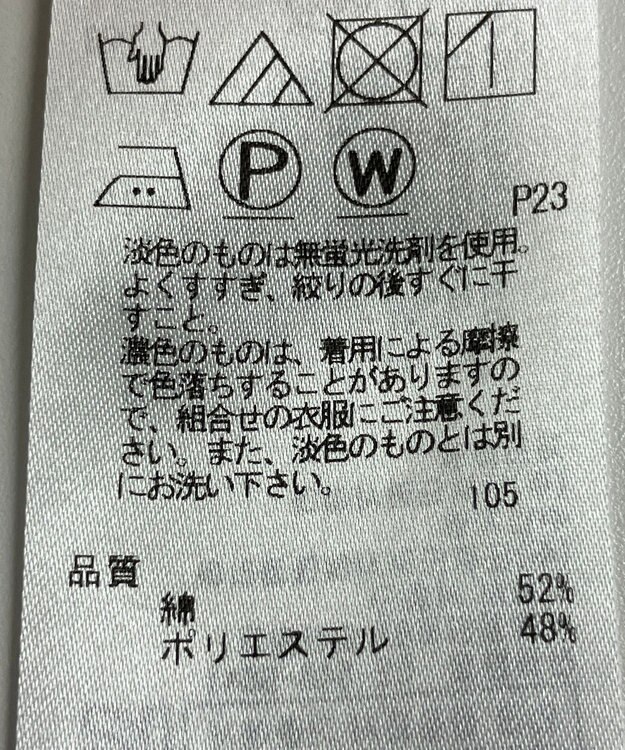 P W
P23
淡色のものは無蛍光洗剤を使用。
よくすすぎ、絞りの後すぐに干
すこと。
濃色のものは、着用による摩擦
で色落ちすることがありますの
で、組合せの衣服にご注意くだ
さい。また、淡色のものとは別
にお洗い下さい。
105
品質
綿 52%
ポリエステル 48%